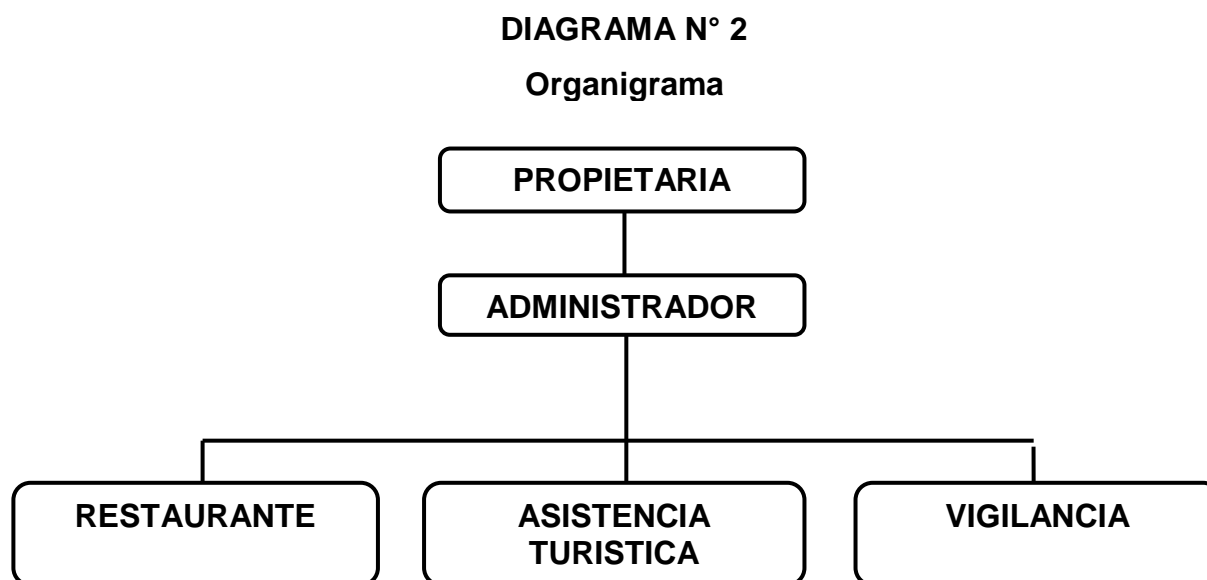 DIAGRAMA N° 2
Organigrama
PROPIETARIA
ADMINISTRADOR
RESTAURANTE
ASISTENCIA
TURISTICA
VIGILANCIA